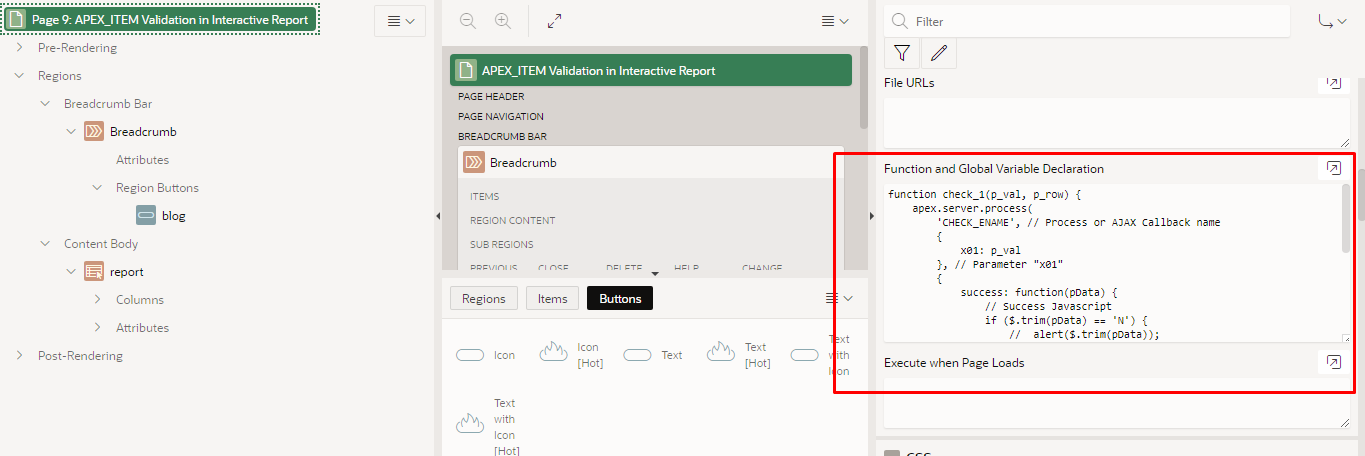 Page 9: APEX_ITEM Validation in Interactive Report
Pre-Rendering
Regions
Breadcrumb Bar
Breadcrumb
Attributes
Region Buttons
blog
Content Body
report
Columns
Attributes
Post-Rendering
APEX_ITEM Validation in Interactive Report
PAGE HEADER
PAGE NAVIGATION
BREADCRUMB BAR
Breadcrumb
ITEMS
REGION CONTENT
SUB REGIONS
PREVIOUS CLOSE DELETE HELP CHANGE
Regions Items Buttons
Icon
Icon
[Hot]
Text
Text
[Hot]
Text
with
Icon
Text
with
Icon
[Hot]
Filter
File URLs
Function and Global Variable Declaration
function check_1(p_val, p_row) {
apex.server.process(
'CHECK_ENAME', // Process or AJAX Callback name
{
x01: p_val
}, // Parameter "x01"
{
success: function(pData) {
// Success Javascript
if ($.trim(pData) == 'N') {
// alert($.trim(pData));
Execute when Page Loads
CSS